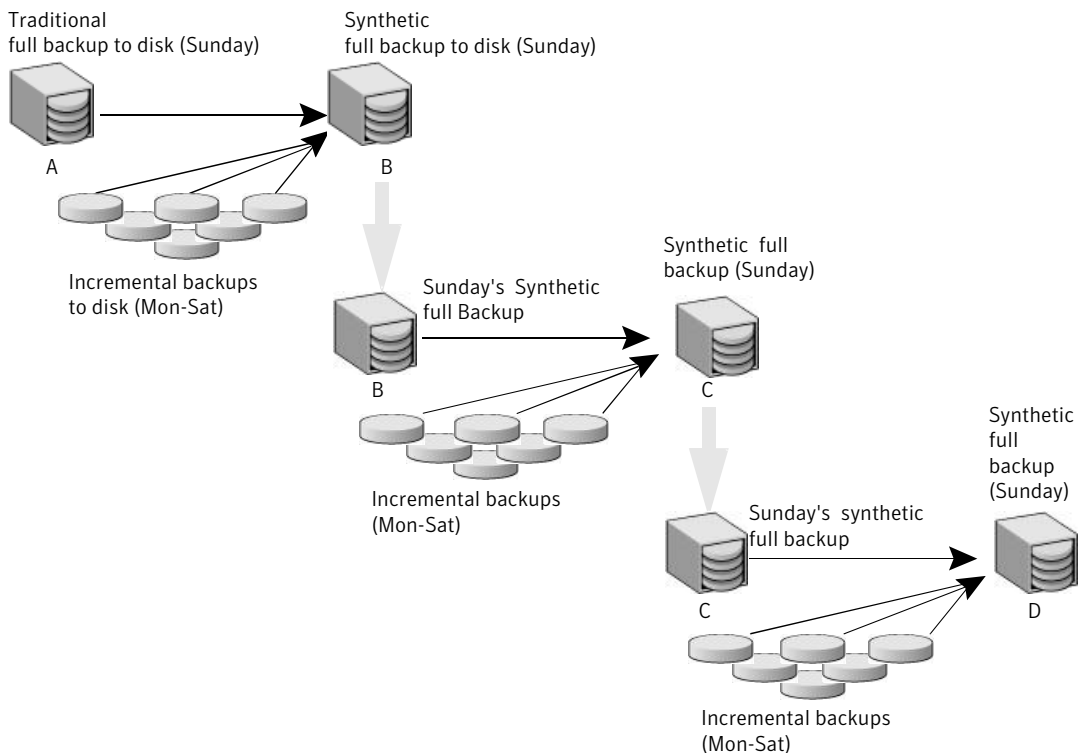 Traditional
full backup to disk (Sunday)
Synthetic
full backup to disk (Sunday)
A
B
Incremental backups
to disk (Mon-Sat)
Sunday's Synthetic
full Backup
Synthetic full
backup (Sunday)
B
C
Incremental backups
(Mon-Sat)
Synthetic
full
backup
(Sunday)
Sunday's synthetic
full backup
C
D
Incremental backups
(Mon-Sat)